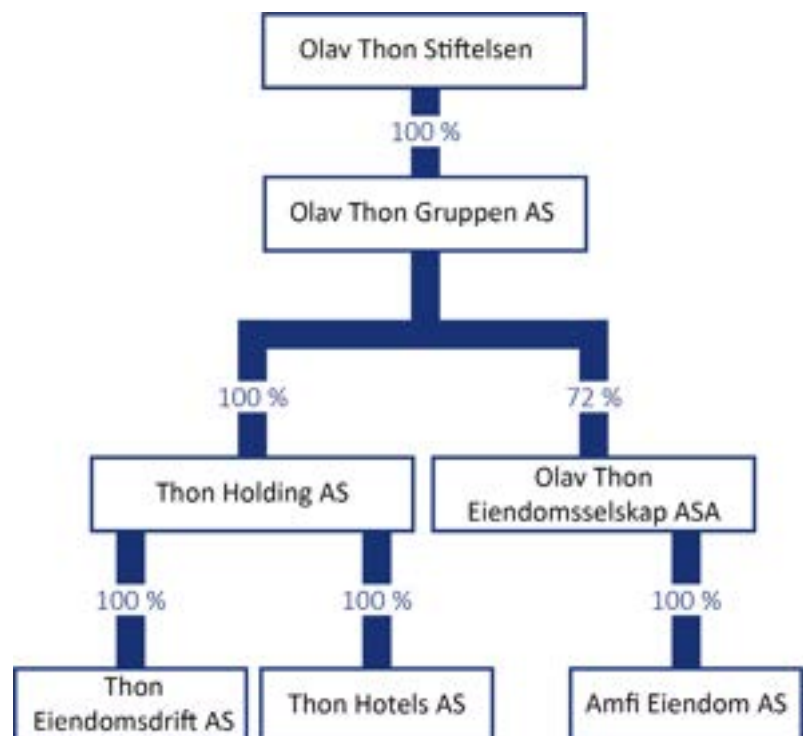 Olav Thon Stiftelsen
100 %
Olav Thon Gruppen AS
100 %
72 %
Thon Holding AS
Olav Thon
Eiendomsselskap ASA
100 %
100 %
100 %
Thon
Eiendomsdrift AS
Thon Hotels AS
Amfi Eiendom AS